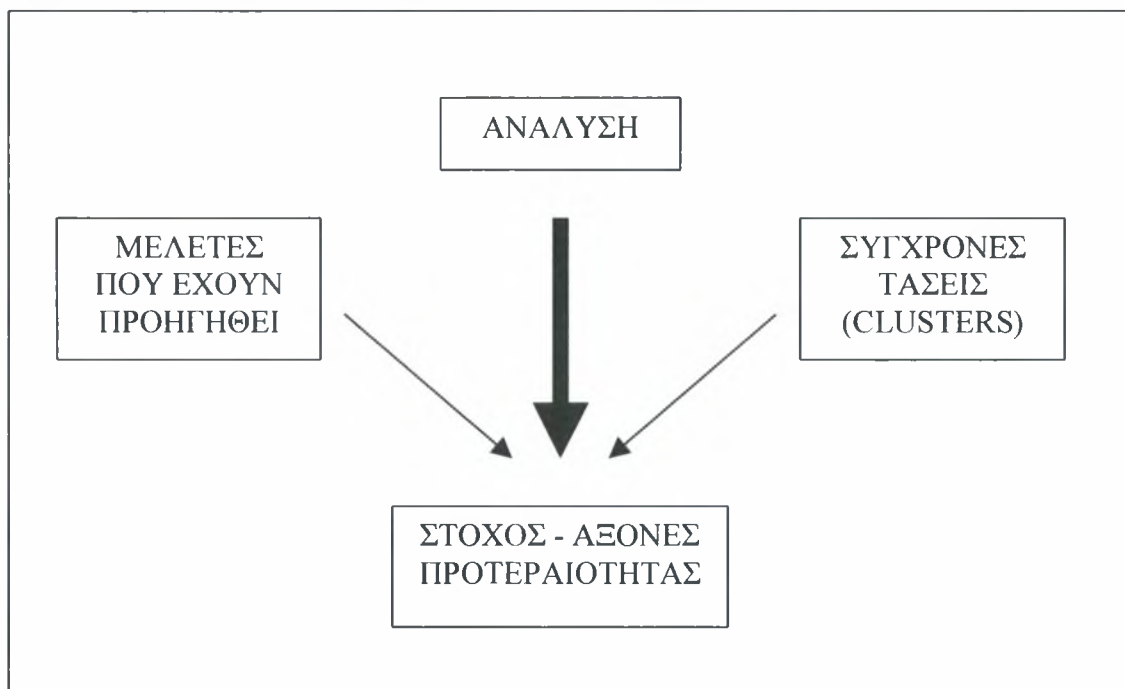 ΑΝΑΛΥΣΗ
ΜΕΛΕΤΕΣ
ΠΟΥ ΕΧΟΥΝ
ΠΡΟΗΓΗΘΕΙ
ΣΥΓΧΡΟΝΕΣ
ΤΑΣΕΙΣ
(CLUSTERS)
ΣΤΟΧΟΣ - ΑΞΟΝΕΣ
ΠΡΟΤΕΡΑΙΟΤΗΤΑΣ